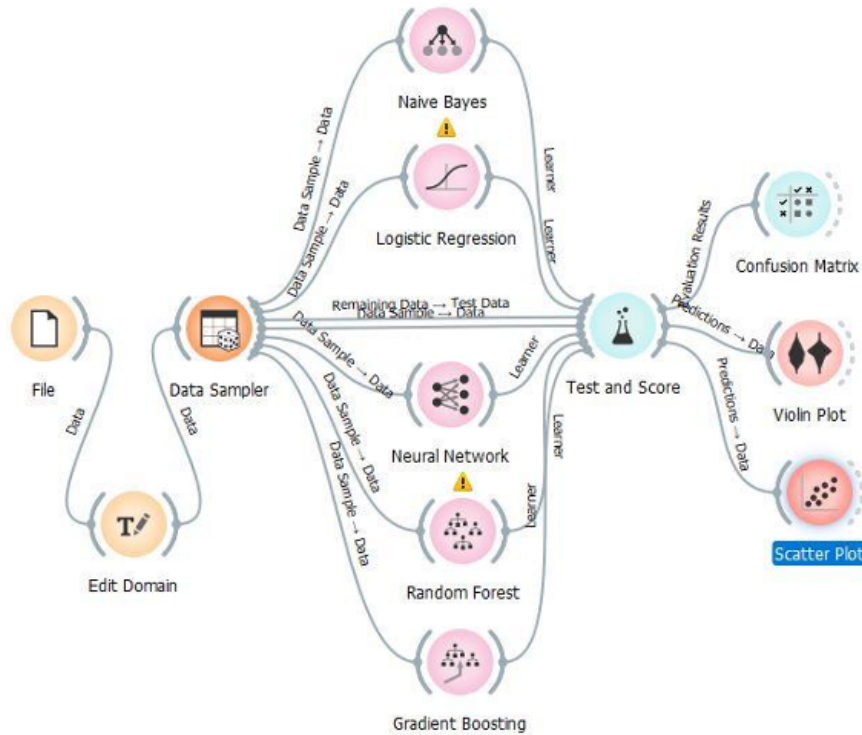 Naive Bayes
Data Sample → Data
Learner
Logistic Regression
Data Sample → Data
Learner
File
Data
Edit Domain
Data
Data Sampler
Remaining Data → Test Data
Data Sample → Data
Test and Score
Data Sample → Data
Neural Network
Learner
Data Sample → Data
Random Forest
Learner
Data Sample → Data
Gradient Boosting
Learner
Evaluation Results
Confusion Matrix
Predictions → Data
Violin Plot
Predictions → Data
Scatter Plot